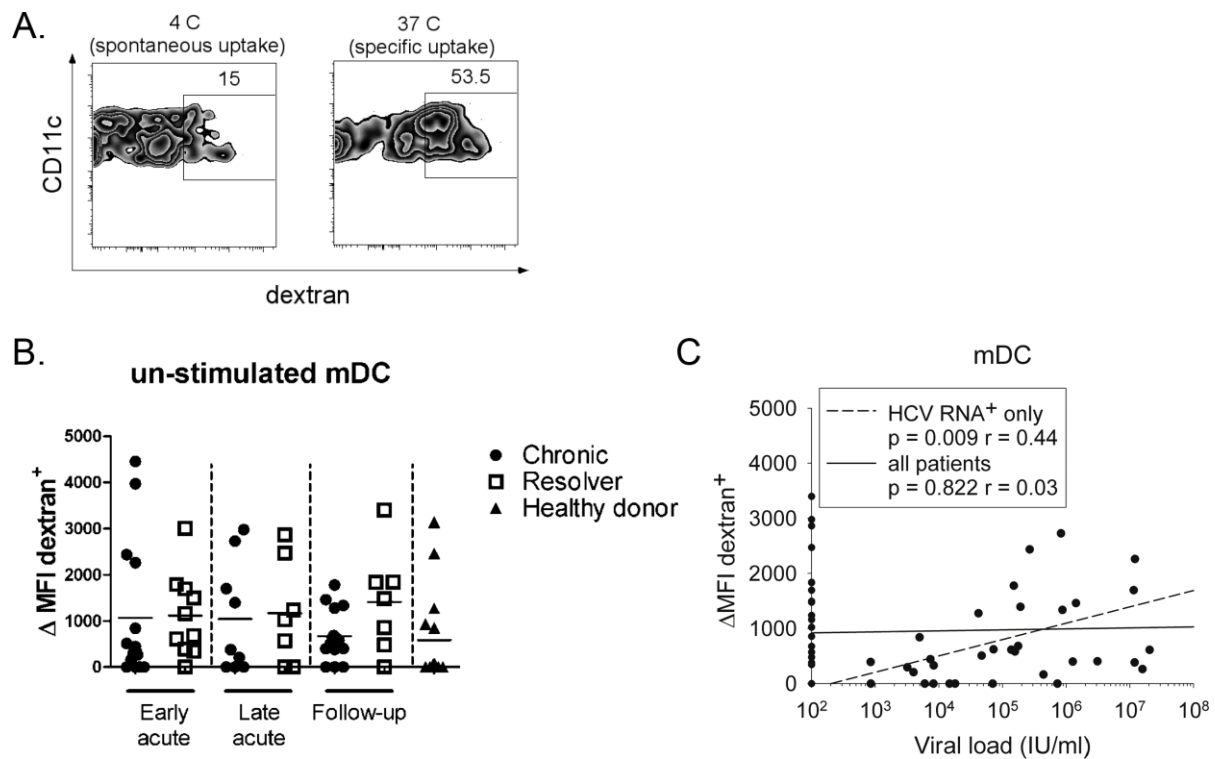 A.
4 C
(spontaneous uptake)
37 C
(specific uptake)
15
53.5
CD11c
dextran
B.
un-stimulated mDC
Δ MFI dextran⁺
5000
4000
3000
2000
1000
0
Chronic
Resolver
Healthy donor
Early
acute
Late
acute
Follow-up
C
mDC
HCV RNA⁺ only
p = 0.009 r = 0.44
all patients
p = 0.822 r = 0.03
ΔMFI dextran⁺
5000
4000
3000
2000
1000
0
10² 10³ 10⁴ 10⁵ 10⁶ 10⁷ 10⁸
Viral load (IU/ml)